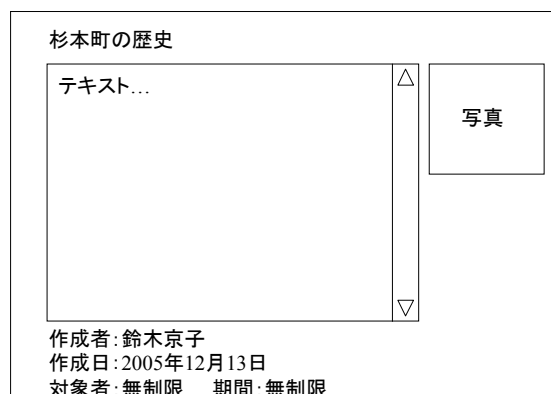 杉本町の歴史
テキスト…
写真
作成者:鈴木京子
作成日:2005年12月13日
対象者:無制限 期間:無制限